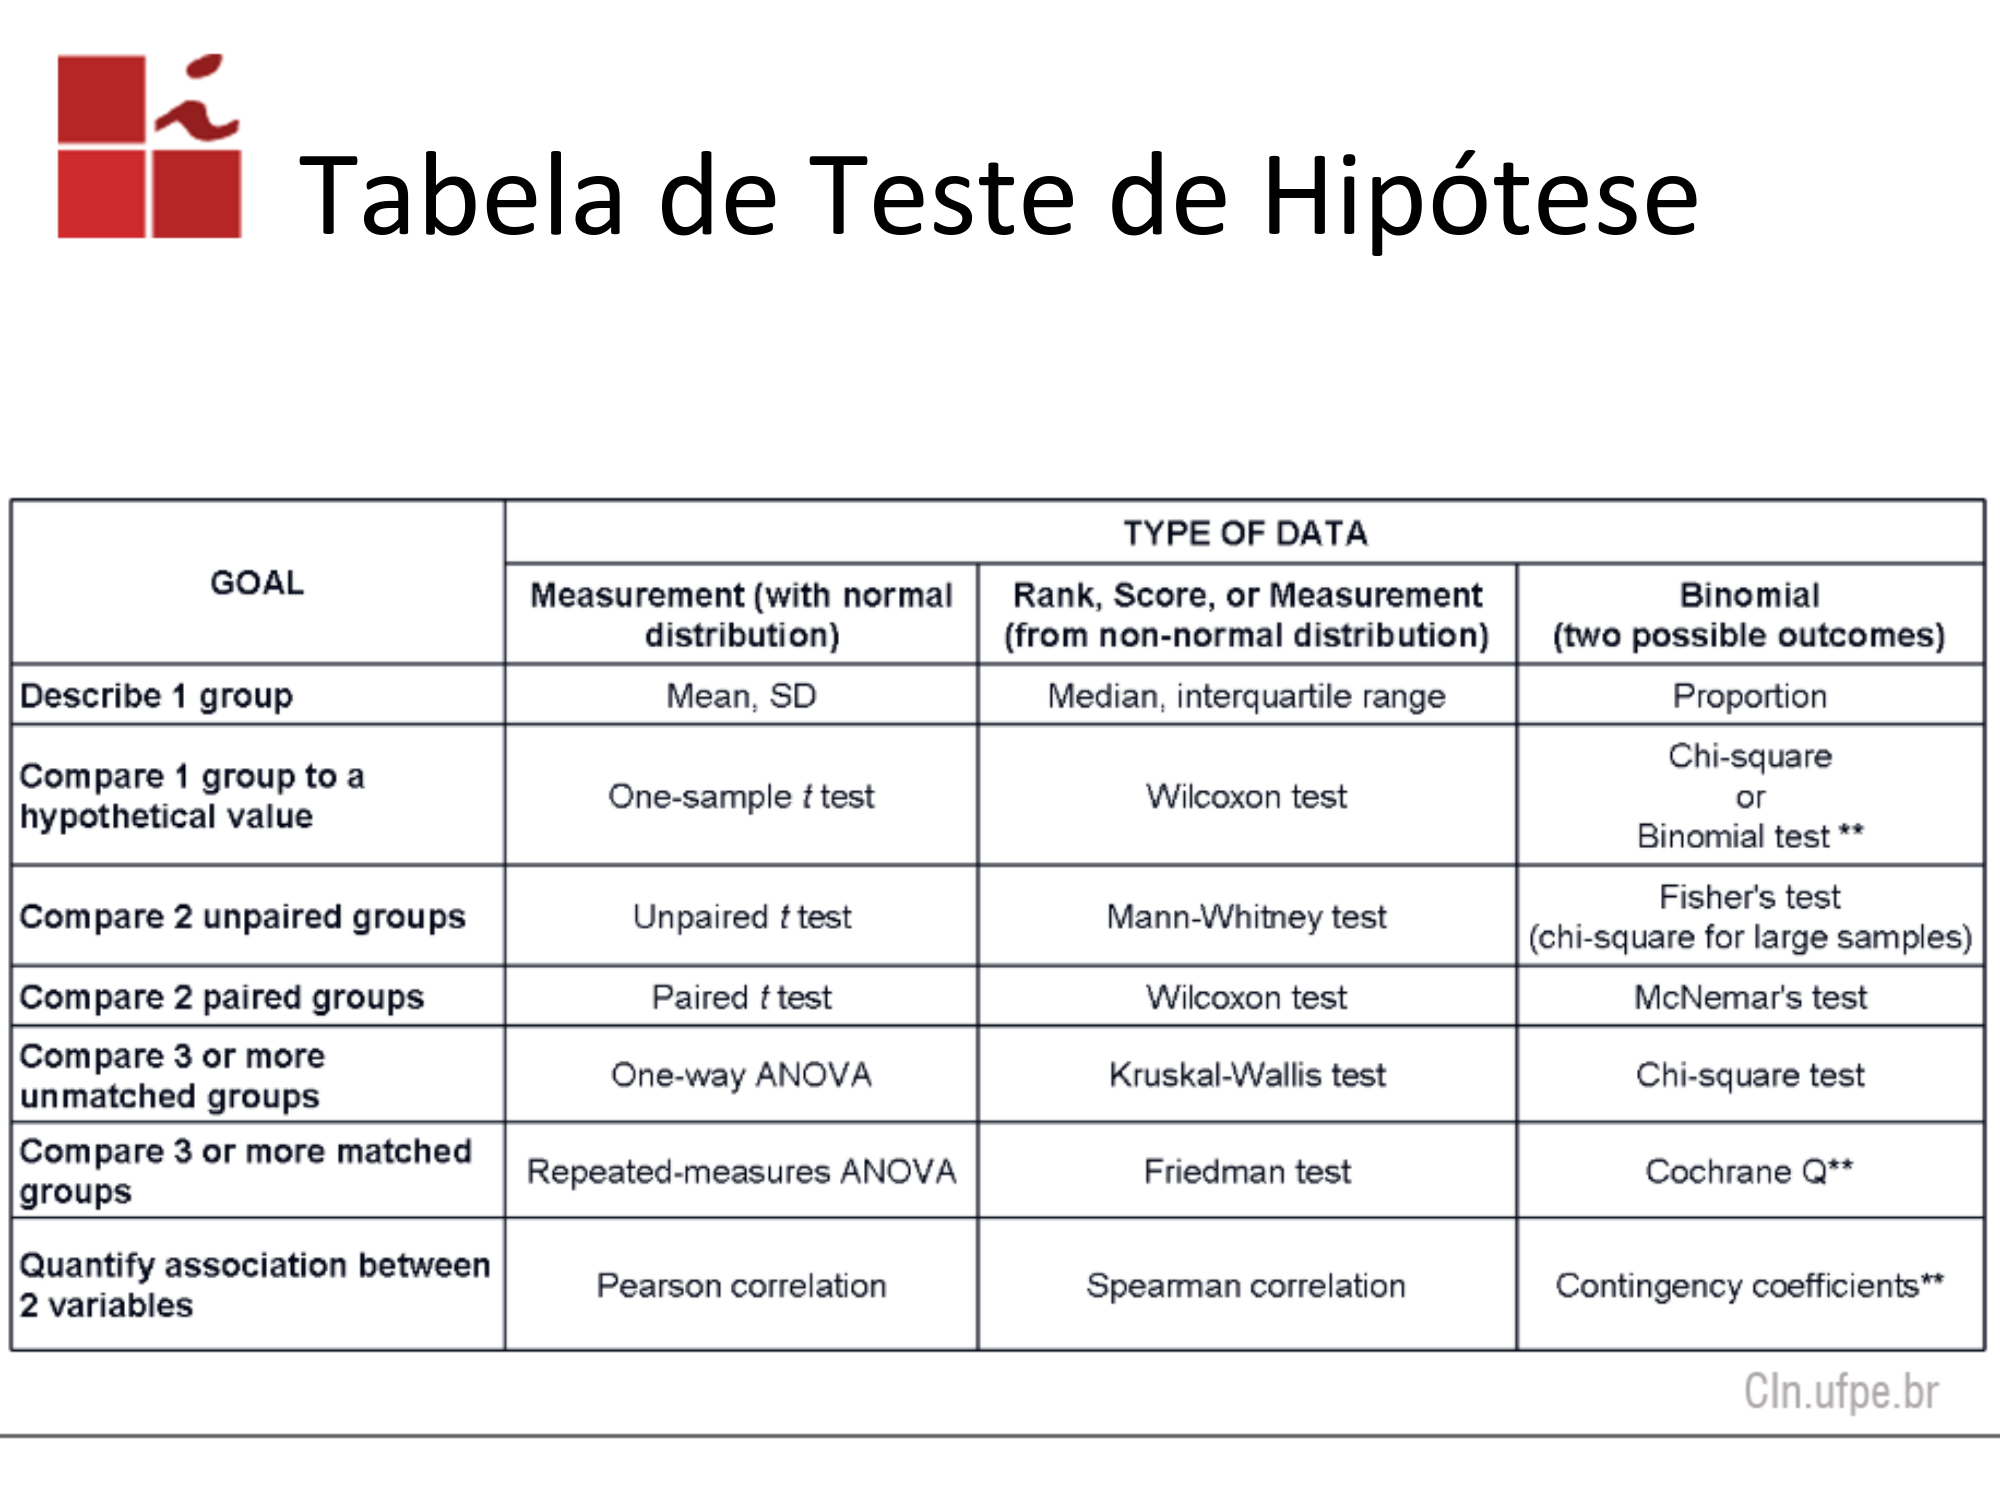 Tabela de Teste de Hipótese
GOAL
TYPE OF DATA
Measurement (with normal
distribution)
Rank, Score, or Measurement
(from non-normal distribution)
Binomial
(two possible outcomes)
Describe 1 group
Mean, SD
Median, interquartile range
Proportion
Compare 1 group to a
hypothetical value
One-sample t test
Wilcoxon test
Chi-square
or
Binomial test **
Compare 2 unpaired groups
Unpaired t test
Mann-Whitney test
Fisher's test
(chi-square for large samples)
Compare 2 paired groups
Paired t test
Wilcoxon test
McNemar's test
Compare 3 or more
unmatched groups
One-way ANOVA
Kruskal-Wallis test
Chi-square test
Compare 3 or more matched
groups
Repeated-measures ANOVA
Friedman test
Cochrane Q**
Quantify association between
2 variables
Pearson correlation
Spearman correlation
Contingency coefficients**
CIn.ufpe.br